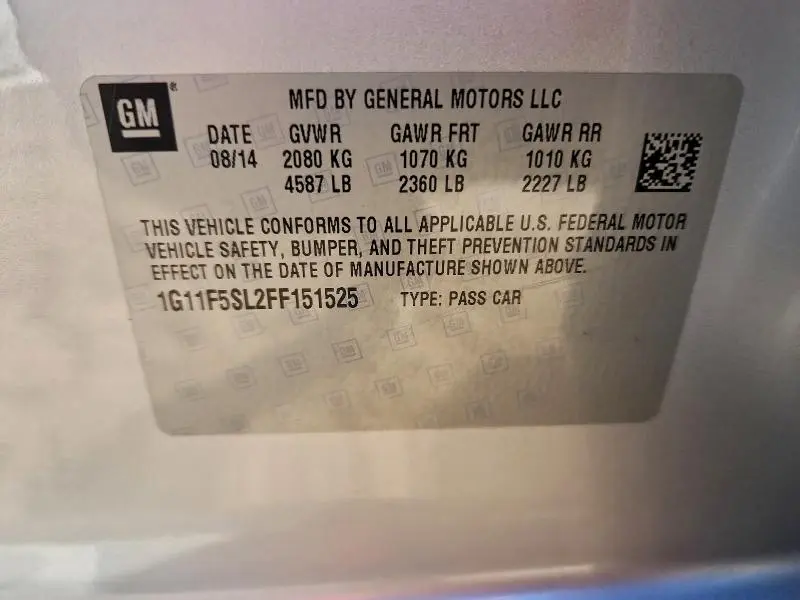 GM
MFD BY GENERAL MOTORS LLC
DATE GVWR GAWR FRT GAWR RR
08/14 2080 KG 1070 KG 1010 KG
4587 LB 2360 LB 2227 LB
THIS VEHICLE CONFORMS TO ALL APPLICABLE U.S. FEDERAL MOTOR
VEHICLE SAFETY, BUMPER, AND THEFT PREVENTION STANDARDS IN
EFFECT ON THE DATE OF MANUFACTURE SHOWN ABOVE.
1G11F5SL2FF151525 TYPE: PASS CAR